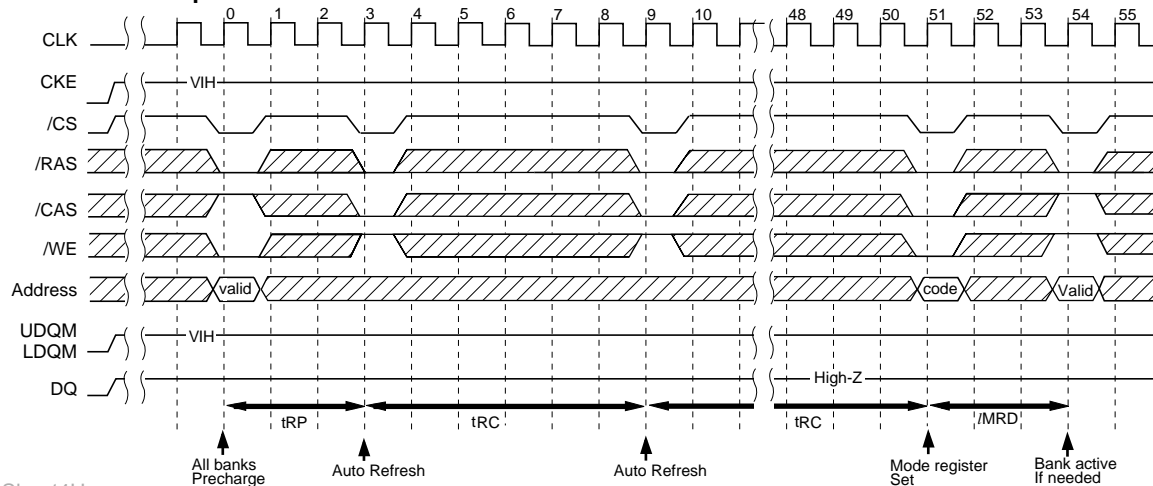 0 1 2 3 4 5 6 7 8 9 10 48 49 50 51 52 53 54 55
CLK
CKE VIH
/CS
/RAS
/CAS
/WE
Address valid code Valid
UDQM VIH
LDQM
DQ High-Z
tRP tRC tRC lMRD
All banks
Precharge
Auto Refresh
Auto Refresh
Mode register
Set
Bank active
If needed